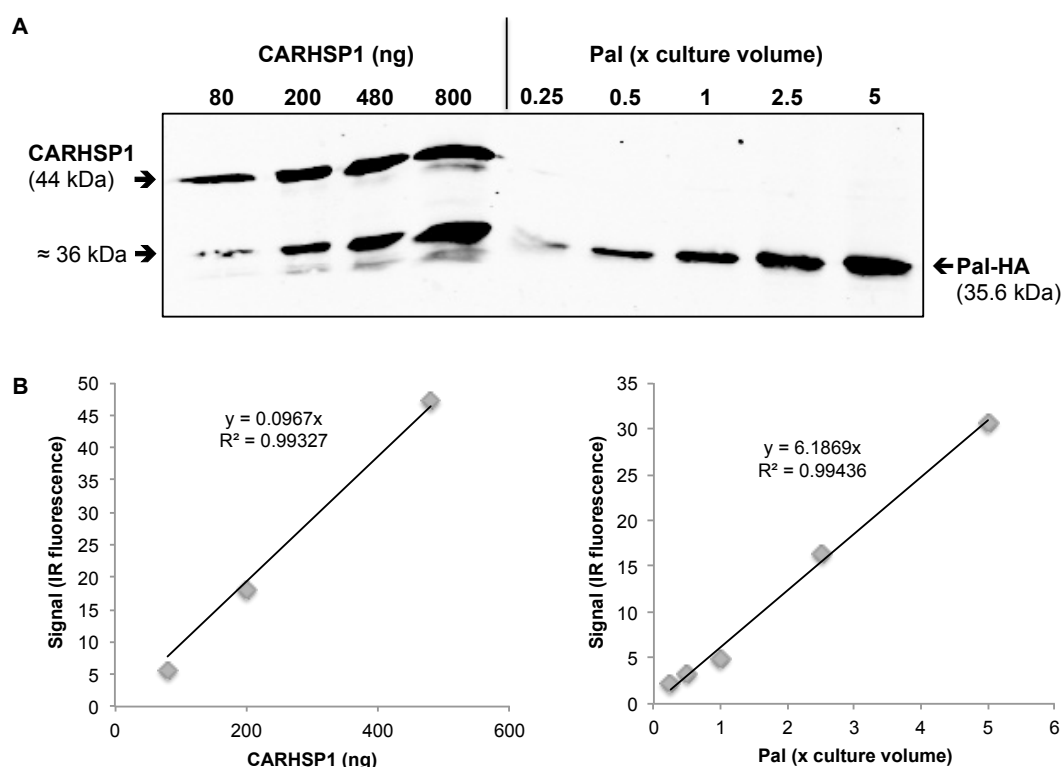 A
CARHSP1 (ng)
Pal (x culture volume)
80 200 480 800 0.25 0.5 1 2.5 5
CARHSP1
(44 kDa)
≈ 36 kDa
Pal-HA
(35.6 kDa)
B
Signal (IR fluorescence)
50
45
40
35
30
25
20
15
10
5
0
y = 0.0967x
R² = 0.99327
0 200 400 600
CARHSP1 (ng)
Signal (IR fluorescence)
35
30
25
20
15
10
5
0
y = 6.1869x
R² = 0.99436
0 1 2 3 4 5 6
Pal (x culture volume)